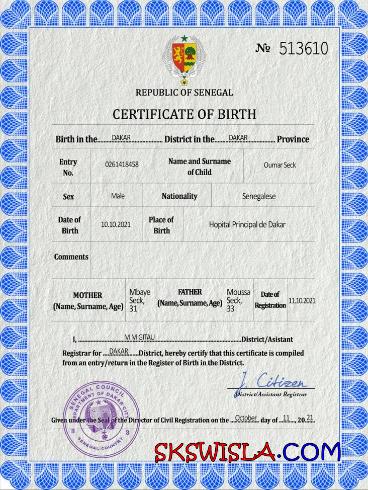 № 513610
REPUBLIC OF SENEGAL
CERTIFICATE OF BIRTH
Birth in the DAKAR District in the DAKAR Province
Entry No. 0261418458 Name and Surname of Child Oumar Seck
Sex Male Nationality Senegalese
Date of Birth 10.10.2021 Place of Birth Hopital Principal de Dakar
Comments
MOTHER (Name, Surname, Age) Mbaye Seck, 31 FATHER (Name, Surname, Age) Moussa Seck, 33 Date of Registration 11.10.2021
I, M M GITAU District/Asistant
Registrar for DAKAR District, hereby certify that this certificate is compiled
from an entry/return in the Register of Birth in the District.
J. Citizen
District/Assistant Registrar
SENEGAL COUNCIL
Given under the Seal of the Director of Civil Registration on the October day of 11, 20 21
SKSWISLA.COM